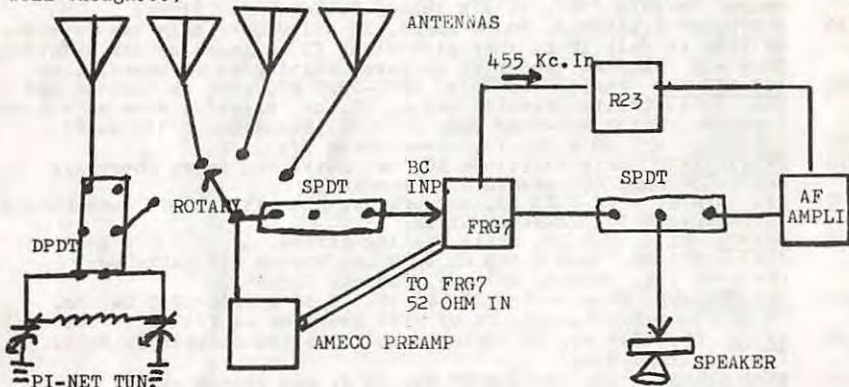 ANTENNAS
455 Kc.In
R23
BC
INP
SPDT
SPDT
ROTARY
DPDT
FRG7
AF
AMPLI
TO FRG7
52 OHM IN
AMECO PREAMP
SPEAKER
PI-NET TUN